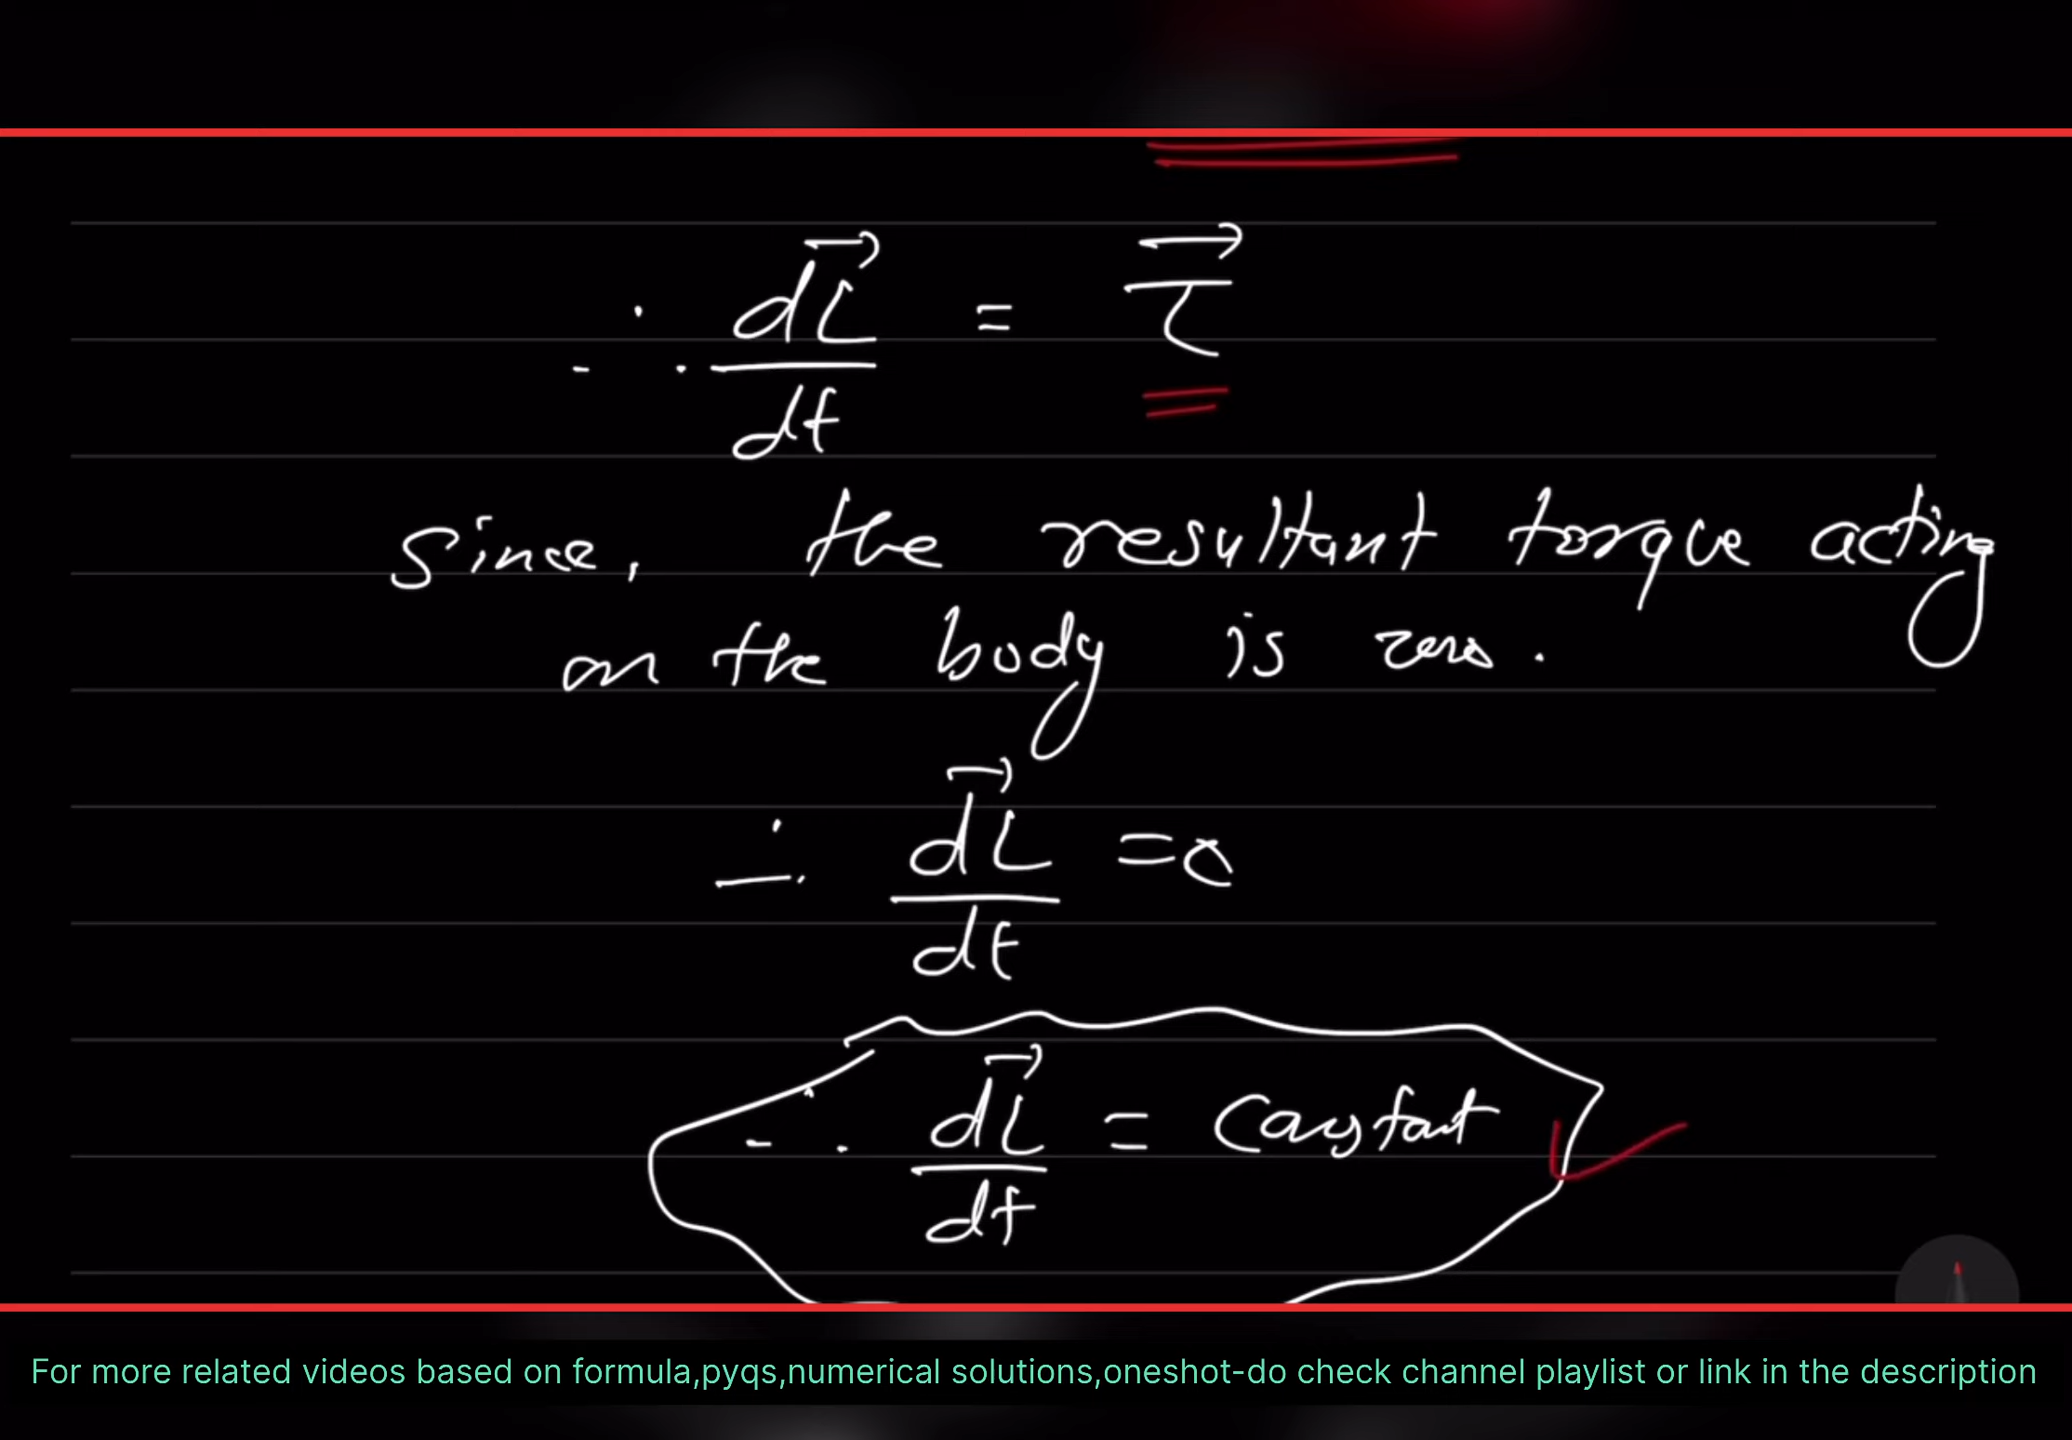 ∴ dL⃗/dt = τ⃗
Since, the resultant torque acting
on the body is zero.
∴ dL⃗/dt = 0
∴ dL⃗/dt = Constant
For more related videos based on formula,pyqs,numerical solutions,oneshot-do check channel playlist or link in the description